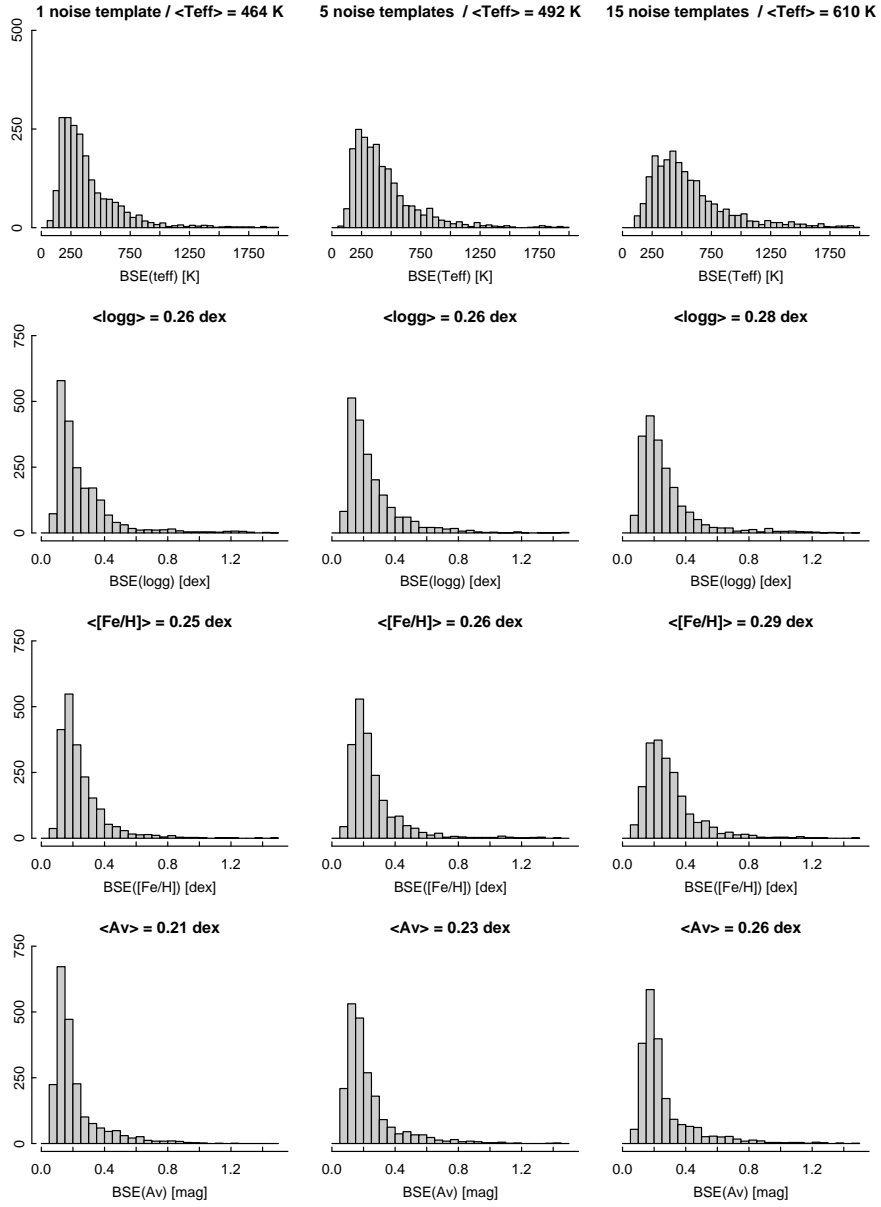 1 noise template / <Teff> = 464 K
5 noise templates / <Teff> = 492 K
15 noise templates / <Teff> = 610 K
500
250
0
0 250 750 1250 1750
0 250 750 1250 1750
0 250 750 1250 1750
BSE(teff) [K]
BSE(Teff) [K]
BSE(Teff) [K]
<logg> = 0.26 dex
<logg> = 0.26 dex
<logg> = 0.28 dex
750
500
250
0
0.0 0.4 0.8 1.2
0.0 0.4 0.8 1.2
0.0 0.4 0.8 1.2
BSE(logg) [dex]
BSE(logg) [dex]
BSE(logg) [dex]
<[Fe/H]> = 0.25 dex
<[Fe/H]> = 0.26 dex
<[Fe/H]> = 0.29 dex
750
500
250
0
0.0 0.4 0.8 1.2
0.0 0.4 0.8 1.2
0.0 0.4 0.8 1.2
BSE([Fe/H]) [dex]
BSE([Fe/H]) [dex]
BSE([Fe/H]) [dex]
<Av> = 0.21 dex
<Av> = 0.23 dex
<Av> = 0.26 dex
750
500
250
0
0.0 0.4 0.8 1.2
0.0 0.4 0.8 1.2
0.0 0.4 0.8 1.2
BSE(Av) [mag]
BSE(Av) [mag]
BSE(Av) [mag]